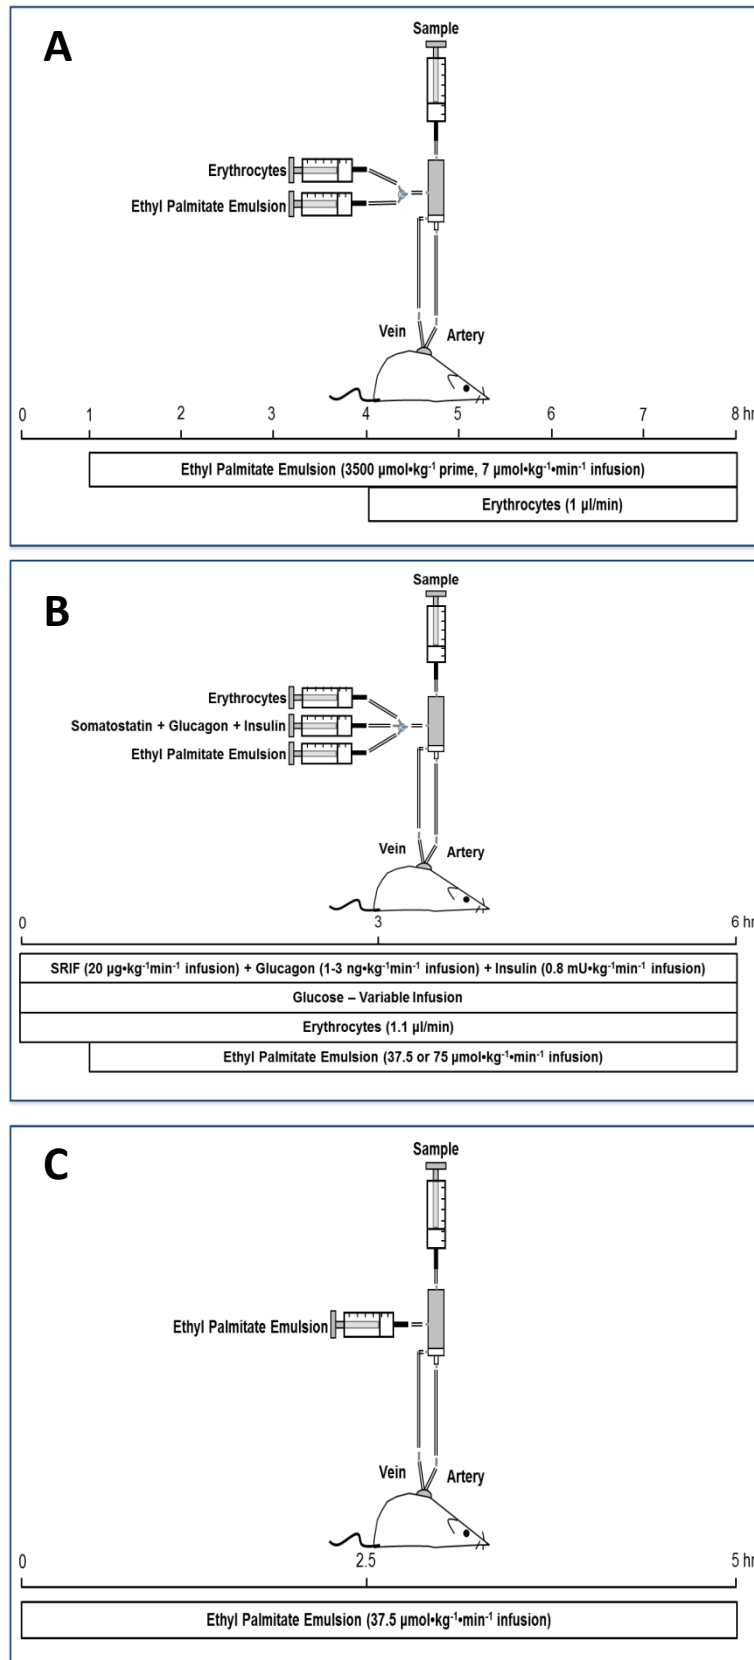 A
Sample
Erythrocytes
Ethyl Palmitate Emulsion
Vein
Artery
0 1 2 3 4 5 6 7 8 hr
Ethyl Palmitate Emulsion (3500 µmol•kg⁻¹ prime, 7 µmol•kg⁻¹•min⁻¹ infusion)
Erythrocytes (1 µl/min)
B
Sample
Erythrocytes
Somatostatin + Glucagon + Insulin
Ethyl Palmitate Emulsion
Vein
Artery
0 3 6 hr
SRIF (20 µg•kg⁻¹min⁻¹ infusion) + Glucagon (1-3 ng•kg⁻¹min⁻¹ infusion) + Insulin (0.8 mU•kg⁻¹min⁻¹ infusion)
Glucose – Variable Infusion
Erythrocytes (1.1 µl/min)
Ethyl Palmitate Emulsion (37.5 or 75 µmol•kg⁻¹•min⁻¹ infusion)
C
Sample
Ethyl Palmitate Emulsion
Vein
Artery
0 2.5 5 hr
Ethyl Palmitate Emulsion (37.5 µmol•kg⁻¹•min⁻¹ infusion)